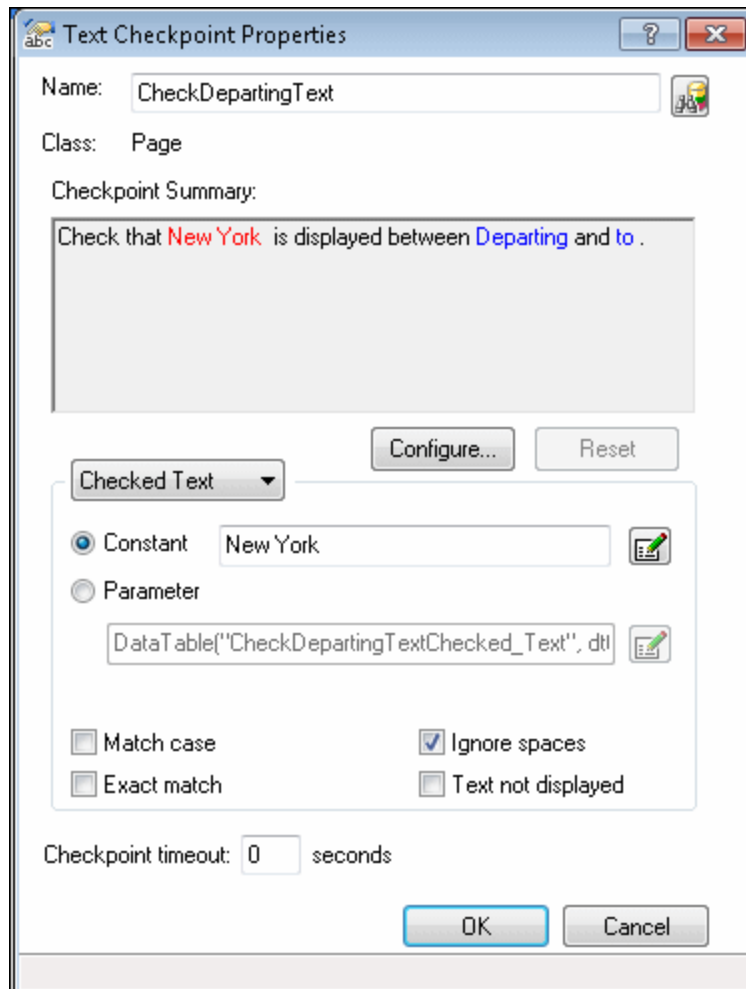 abc Text Checkpoint Properties ?
Name: CheckDepartingText
Class: Page
Checkpoint Summary:
Check that New York is displayed between Departing and to .
Configure... Reset
Checked Text
Constant New York
Parameter
DataTable("CheckDepartingTextChecked_Text", dt
Match case Ignore spaces
Exact match Text not displayed
Checkpoint timeout: 0 seconds
OK Cancel